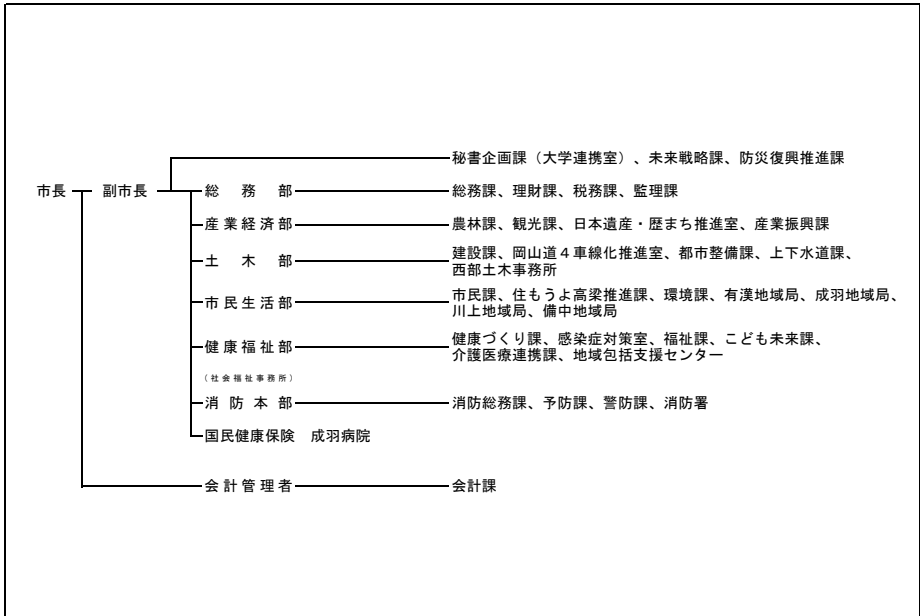 秘書企画課（大学連携室）、未来戦略課、防災復興推進課
市長 副市長 総務部 総務課、理財課、税務課、監理課
産業経済部 農林課、観光課、日本遺産・歴まち推進室、産業振興課
土木部 建設課、岡山道４車線化推進室、都市整備課、上下水道課、
西部土木事務所
市民生活部 市民課、住もうよ高梁推進課、環境課、有漢地域局、成羽地域局、
川上地域局、備中地域局
健康福祉部 健康づくり課、感染症対策室、福祉課、こども未来課、
介護医療連携課、地域包括支援センター
（社会福祉事務所）
消防本部 消防総務課、予防課、警防課、消防署
国民健康保険　成羽病院
会計管理者 会計課